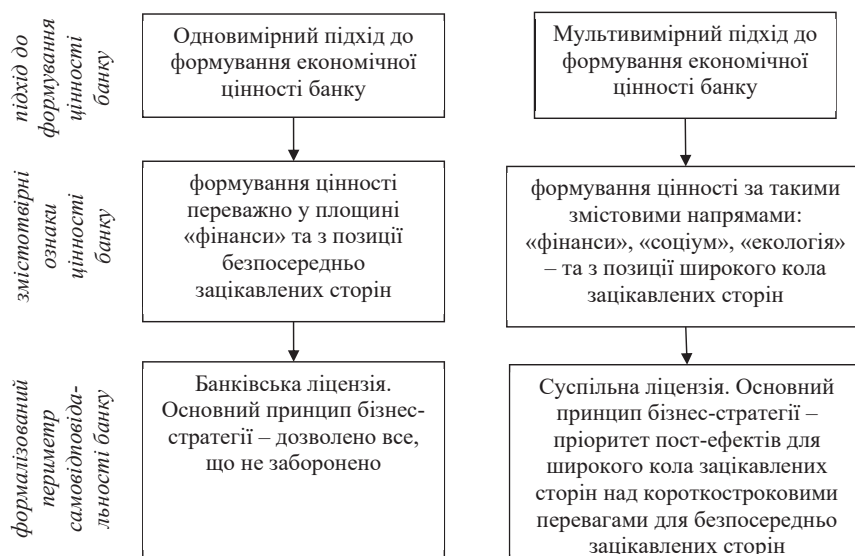 підхід до
формування
цінності
банку
Одновимірний підхід до
формування економічної
цінності банку
Мультивимірний підхід до
формування економічної
цінності банку
змістотвірні
ознаки
цінності
банку
формування цінності
переважно у площині
«фінанси» та з позиції
безпосередньо
зацікавлених сторін
формування цінності за такими
змістовими напрямами:
«фінанси», «соціум», «екологія»
– та з позиції широкого кола
зацікавлених сторін
формалізований
периметр
самовідповіда-
льності банку
Банківська ліцензія.
Основний принцип бізнес-
стратегії – дозволено все,
що не заборонено
Суспільна ліцензія. Основний
принцип бізнес-стратегії –
пріоритет пост-ефектів для
широкого кола зацікавлених
сторін над короткостроковими
перевагами для безпосередньо
зацікавлених сторін